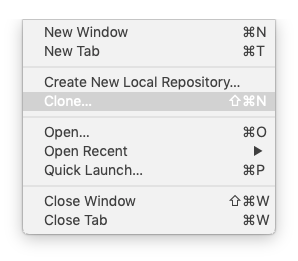 New Window ⌘N
New Tab ⌘T
Create New Local Repository...
Clone... ⇧⌘N
Open... ⌘O
Open Recent ▶
Quick Launch... ⌘P
Close Window ⇧⌘W
Close Tab ⌘W